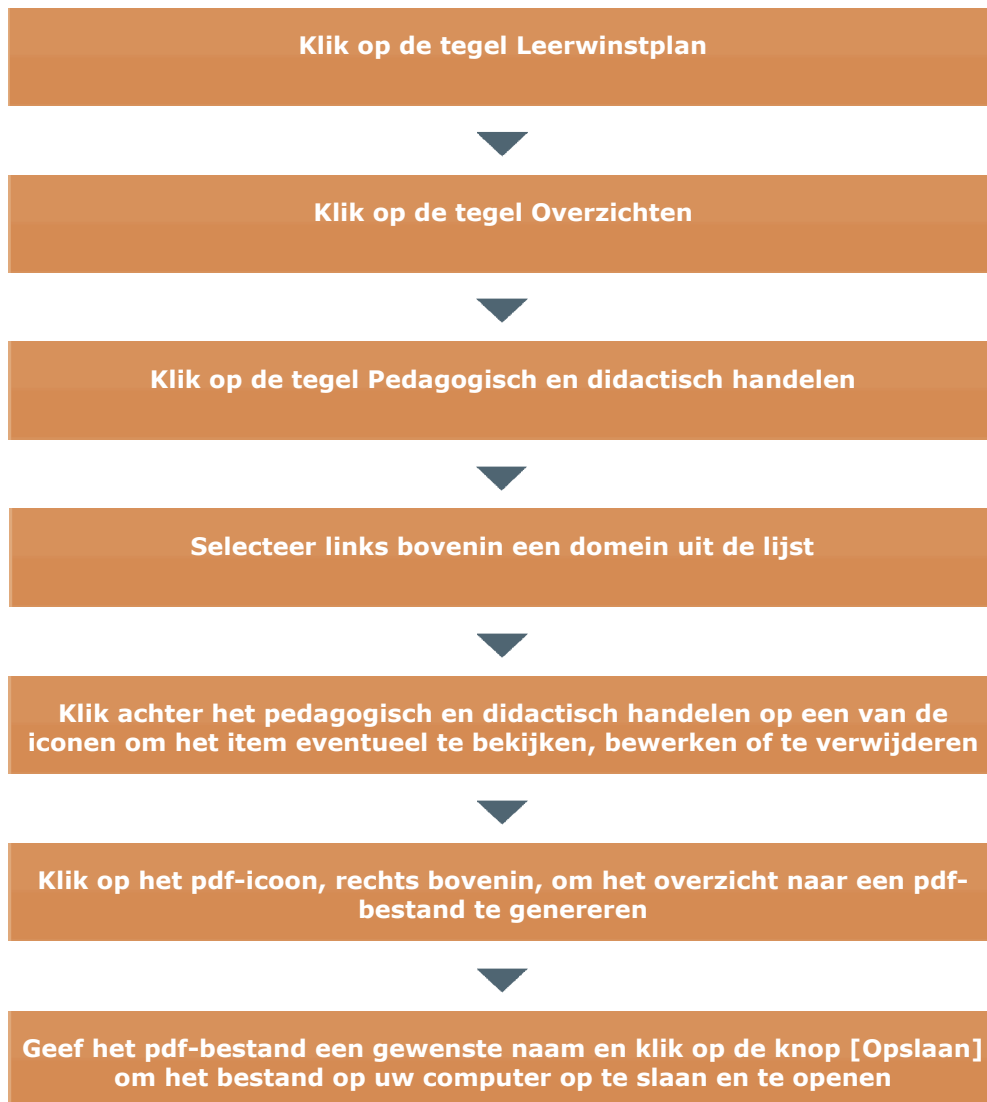 Klik op de tegel Leerwinstplan
Klik op de tegel Overzichten
Klik op de tegel Pedagogisch en didactisch handelen
Selecteer links bovenin een domein uit de lijst
Klik achter het pedagogisch en didactisch handelen op een van de
iconen om het item eventueel te bekijken, bewerken of te verwijderen
Klik op het pdf-icoon, rechts bovenin, om het overzicht naar een pdf-
bestand te genereren
Geef het pdf-bestand een gewenste naam en klik op de knop [Opslaan]
om het bestand op uw computer op te slaan en te openen